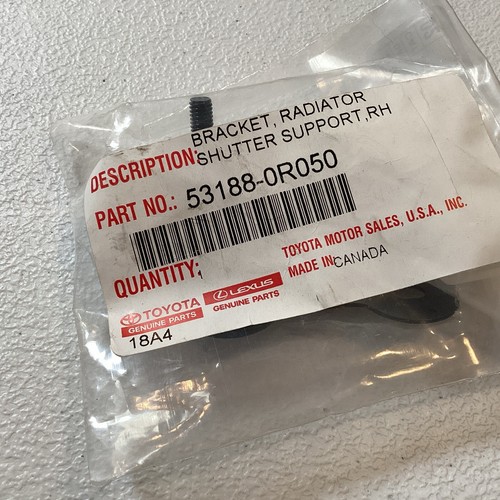 BRACKET, RADIATOR
DESCRIPTION: SHUTTER SUPPORT,RH
PART NO.: 53188-0R050
QUANTITY: 1
TOYOTA MOTOR SALES, U.S.A., INC.
MADE IN CANADA
TOYOTA
GENUINE PARTS
LEXUS
GENUINE PARTS
18A4